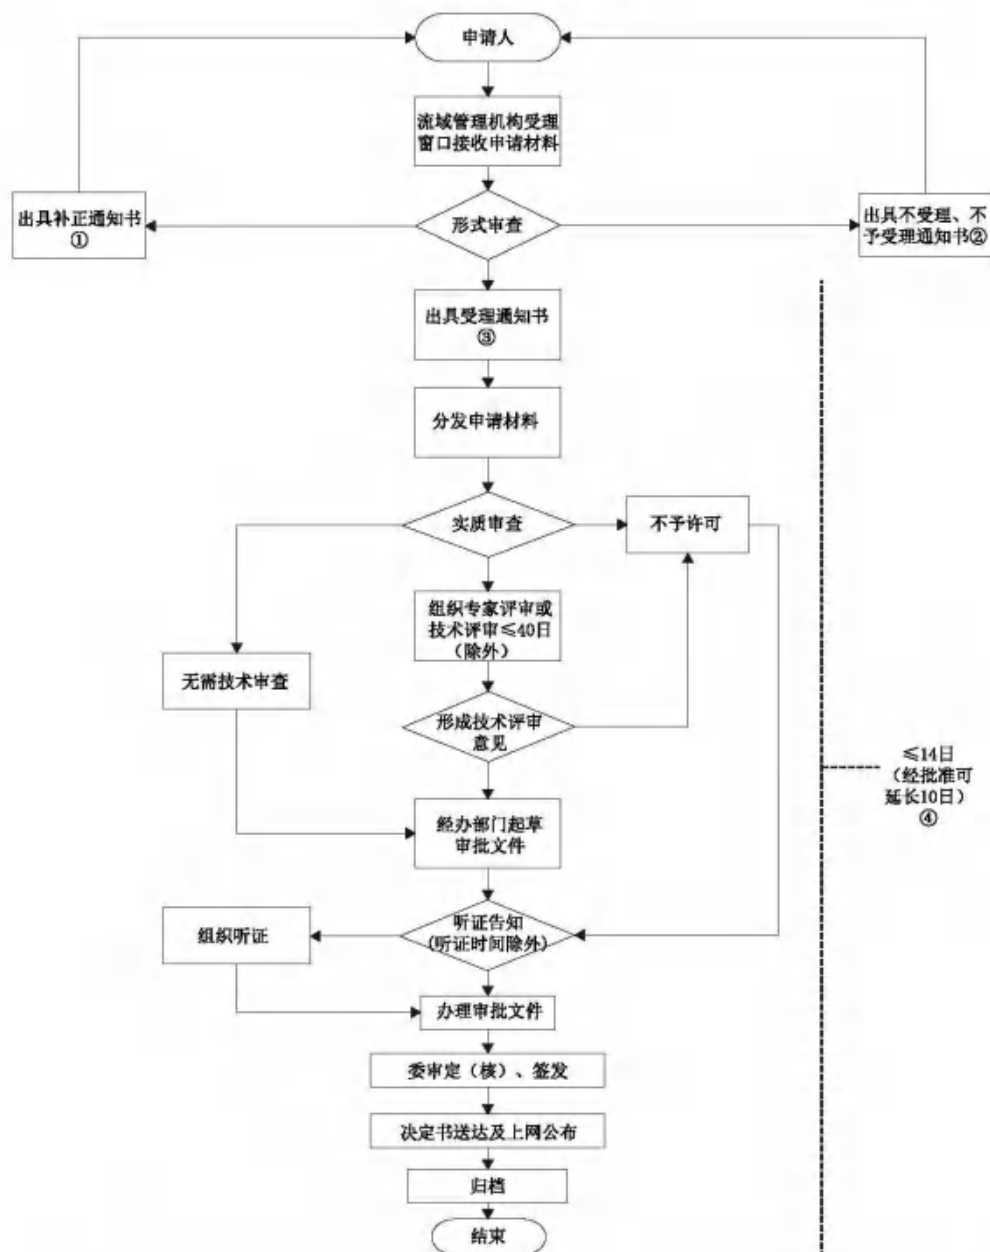 申请人
流域管理机构受理
窗口接收申请材料
出具补正通知书
①
形式审查
出具不受理、不
予受理通知书②
出具受理通知书
③
分发申请材料
实质审查
不予许可
组织专家评审或
技术评审≤40日
（除外）
无需技术审查
形成技术评审
意见
≤14日
（经批准可
延长10日）
④
经办部门起草
审批文件
组织听证
听证告知
(听证时间除外)
办理审批文件
委审定（核）、签发
决定书送达及上网公布
归档
结束